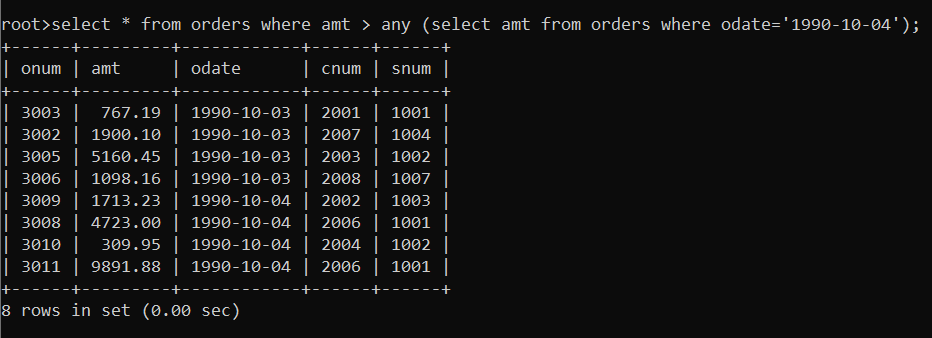 root>select * from orders where amt > any (select amt from orders where odate='1990-10-04');
+------+---------+------------+------+------+
| onum | amt     | odate      | cnum | snum |
+------+---------+------------+------+------+
| 3003 |  767.19 | 1990-10-03 | 2001 | 1001 |
| 3002 | 1900.10 | 1990-10-03 | 2007 | 1004 |
| 3005 | 5160.45 | 1990-10-03 | 2003 | 1002 |
| 3006 | 1098.16 | 1990-10-03 | 2008 | 1007 |
| 3009 | 1713.23 | 1990-10-04 | 2002 | 1003 |
| 3008 | 4723.00 | 1990-10-04 | 2006 | 1001 |
| 3010 |  309.95 | 1990-10-04 | 2004 | 1002 |
| 3011 | 9891.88 | 1990-10-04 | 2006 | 1001 |
+------+---------+------------+------+------+
8 rows in set (0.00 sec)